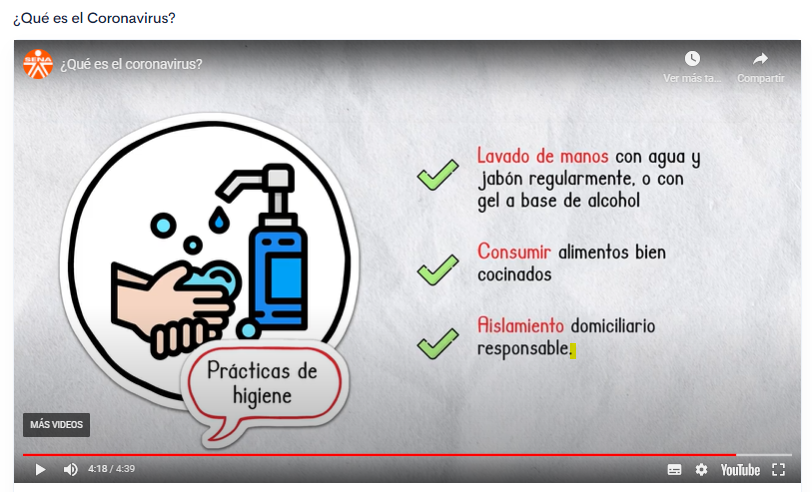 ¿Qué es el Coronavirus?
SENA
¿Qué es el coronavirus?
Ver más ta...
Compartir
Lavado de manos con agua y
jabón regularmente, o con
gel a base de alcohol
Consumir alimentos bien
cocinados
Aislamiento domiciliario
responsable.
Prácticas de
higiene
MÁS VIDEOS
4:18 / 4:39
YouTube